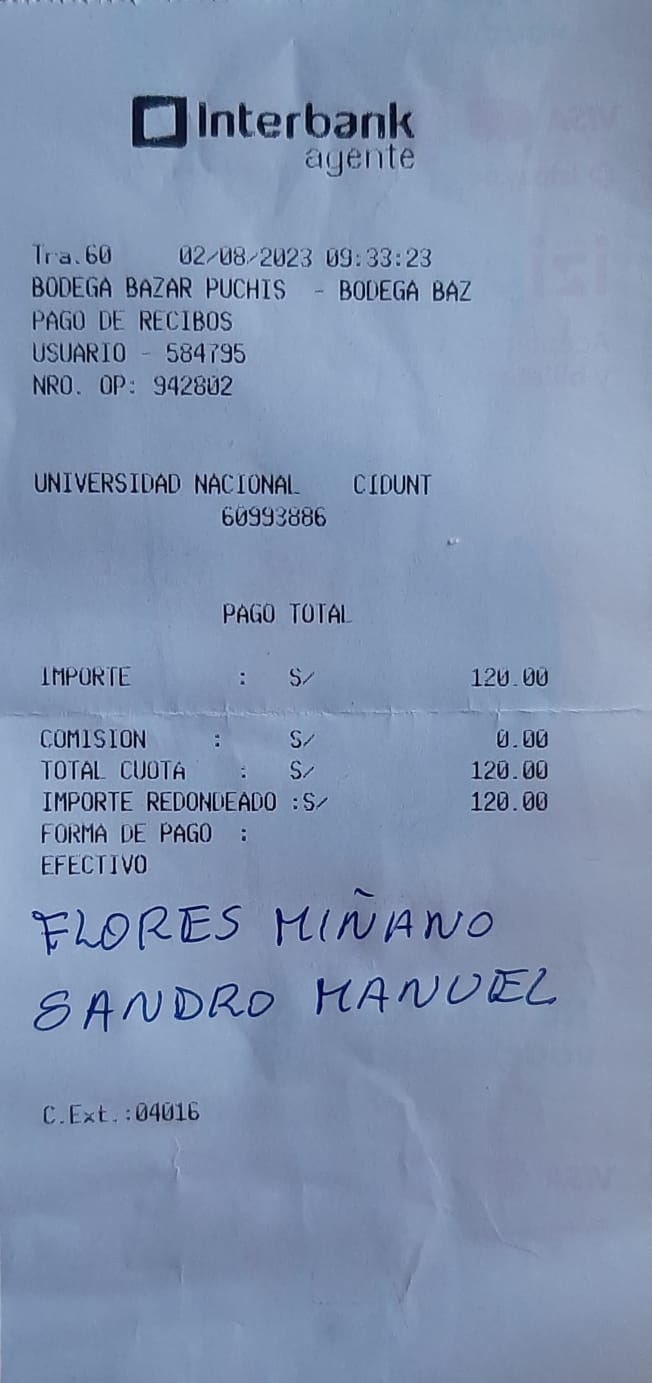 Interbank
agente
Tra.60 02/08/2023 09:33:23
BODEGA BAZAR PUCHIS - BODEGA BAZ
PAGO DE RECIBOS
USUARIO - 584795
NRO. OP: 942802
UNIVERSIDAD NACIONAL CIDUNT
60993886
PAGO TOTAL
IMPORTE : S/ 120.00
COMISION : S/ 0.00
TOTAL CUOTA : S/ 120.00
IMPORTE REDONDEADO :S/ 120.00
FORMA DE PAGO :
EFECTIVO
FLORES MIÑANO
SANDRO MANUEL
C.Ext.:04016